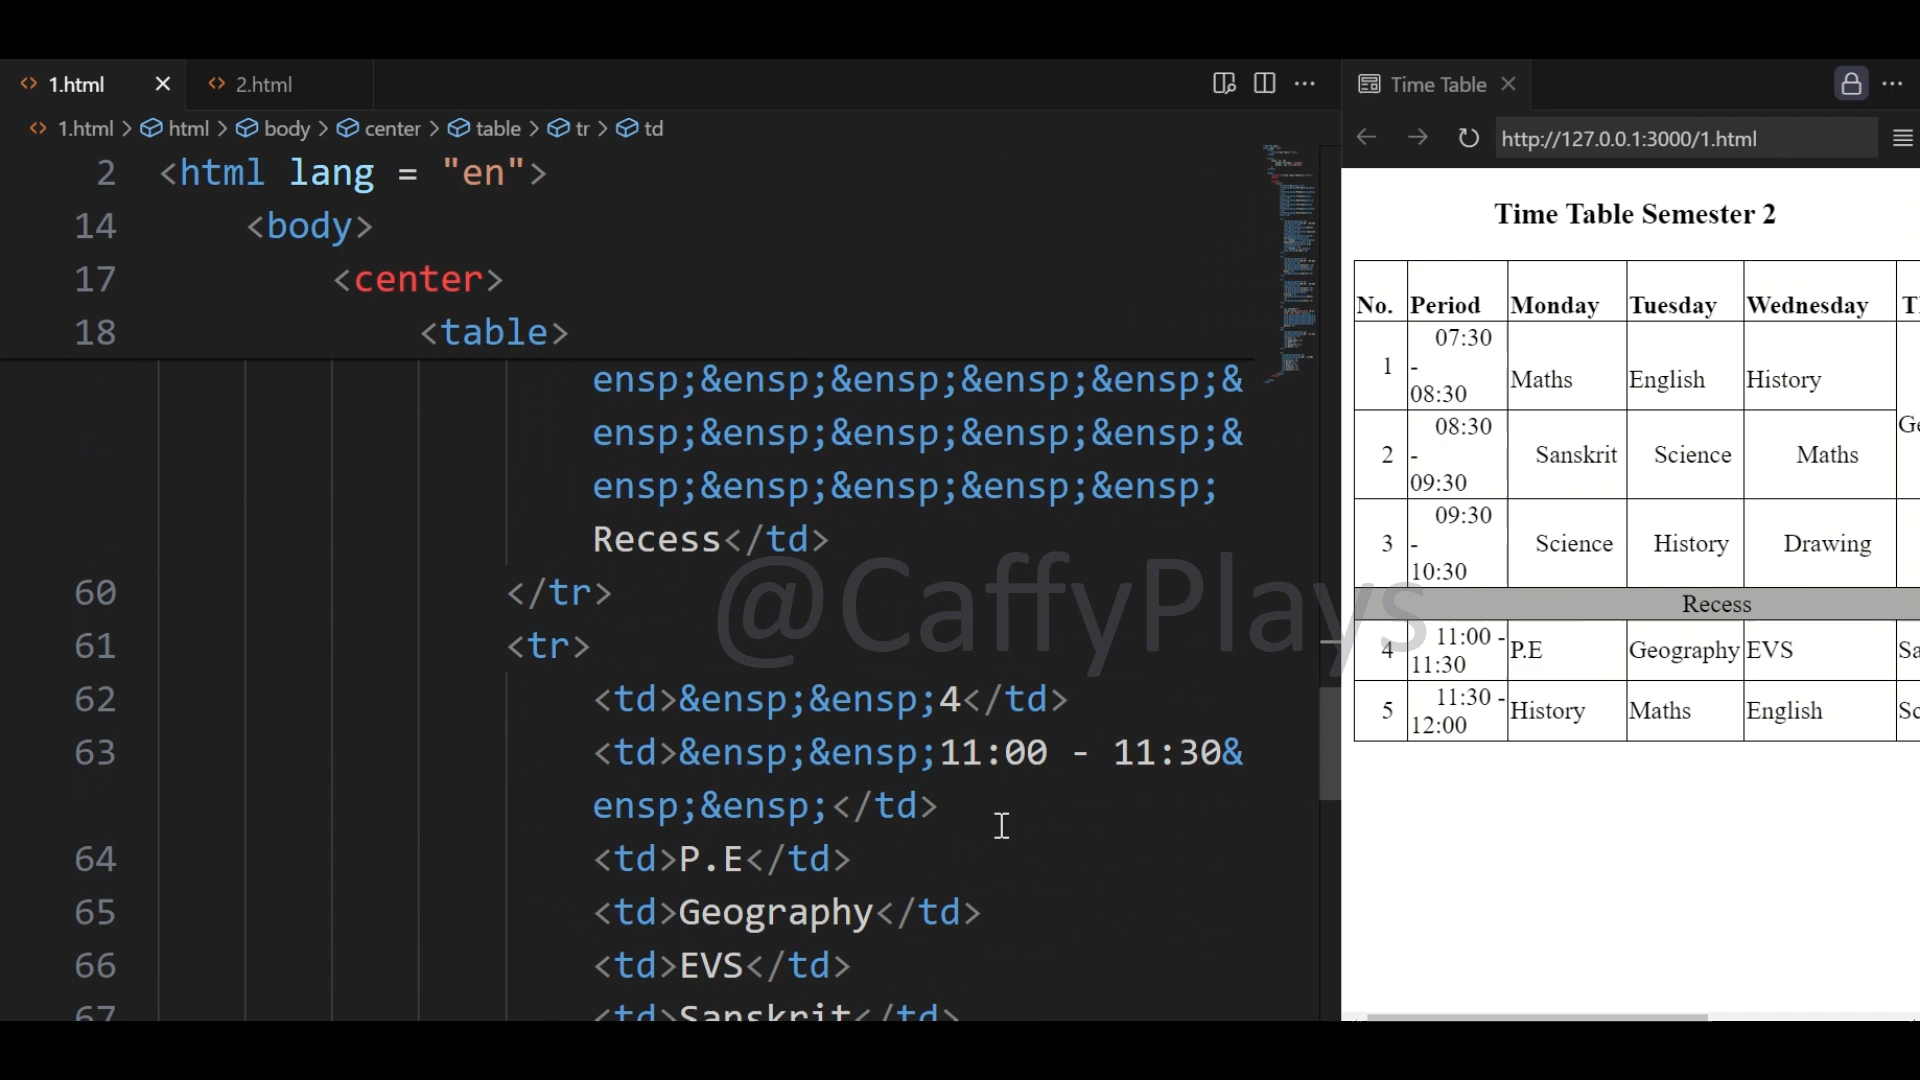 1.html
2.html
1.html > html > body > center > table > tr > td
2 <html lang = "en">
14 <body>
17 <center>
18 <table>
ensp;&ensp;&ensp;&ensp;&ensp;&
ensp;&ensp;&ensp;&ensp;&ensp;&
ensp;&ensp;&ensp;&ensp;&ensp;
Recess</td>
60 </tr>
61 <tr>
62 <td>&ensp;&ensp;4</td>
63 <td>&ensp;&ensp;11:00 - 11:30&
ensp;&ensp;</td>
64 <td>P.E</td>
65 <td>Geography</td>
66 <td>EVS</td>
67 <td>Sanskrit</td>
@CaffyPlays
Time Table
http://127.0.0.1:3000/1.html
Time Table Semester 2
No. Period Monday Tuesday Wednesday
1 07:30 - 08:30 Maths English History
2 08:30 - 09:30 Sanskrit Science Maths
3 09:30 - 10:30 Science History Drawing
Recess
4 11:00 - 11:30 P.E Geography EVS
5 11:30 - 12:00 History Maths English